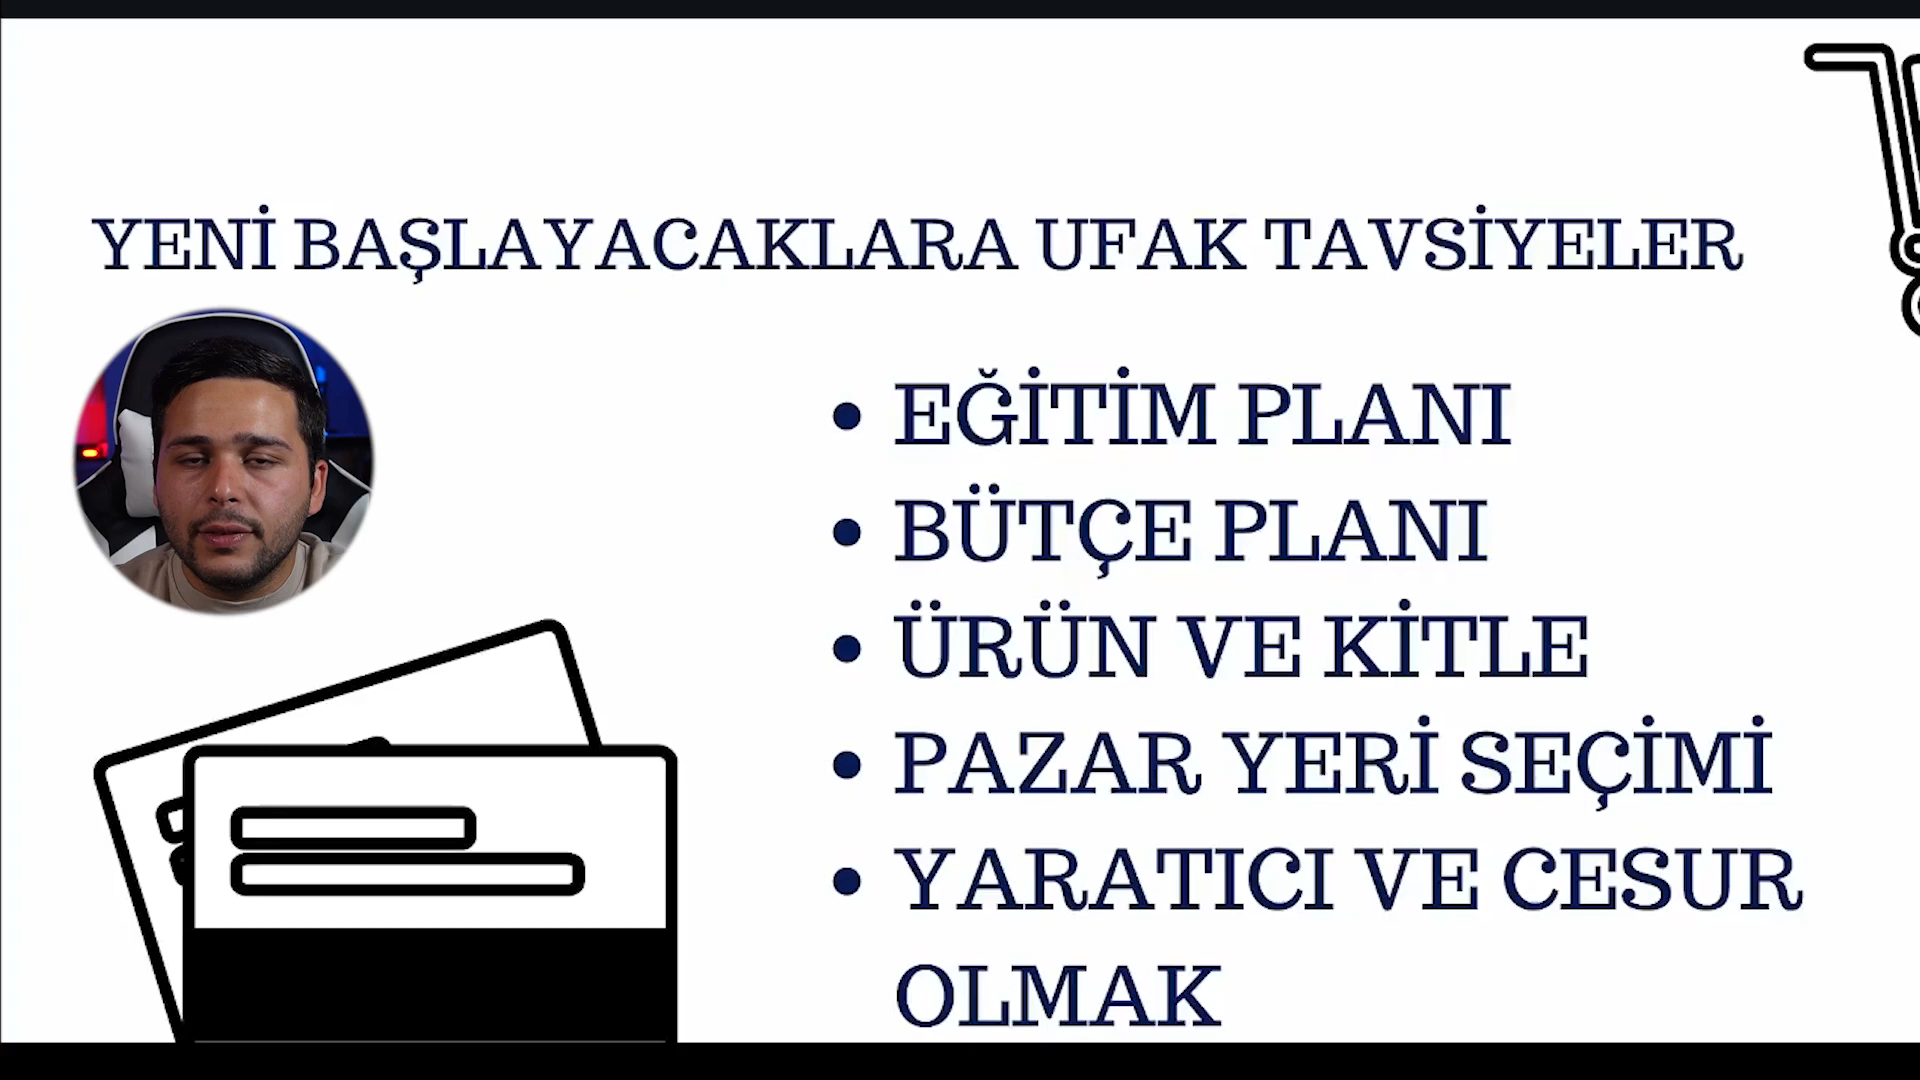 YENİ BAŞLAYACAKLARA UFAK TAVSİYELER
• EĞİTİM PLANI
• BÜTÇE PLANI
• ÜRÜN VE KİTLE
• PAZAR YERİ SEÇİMİ
• YARATICI VE CESUR
OLMAK